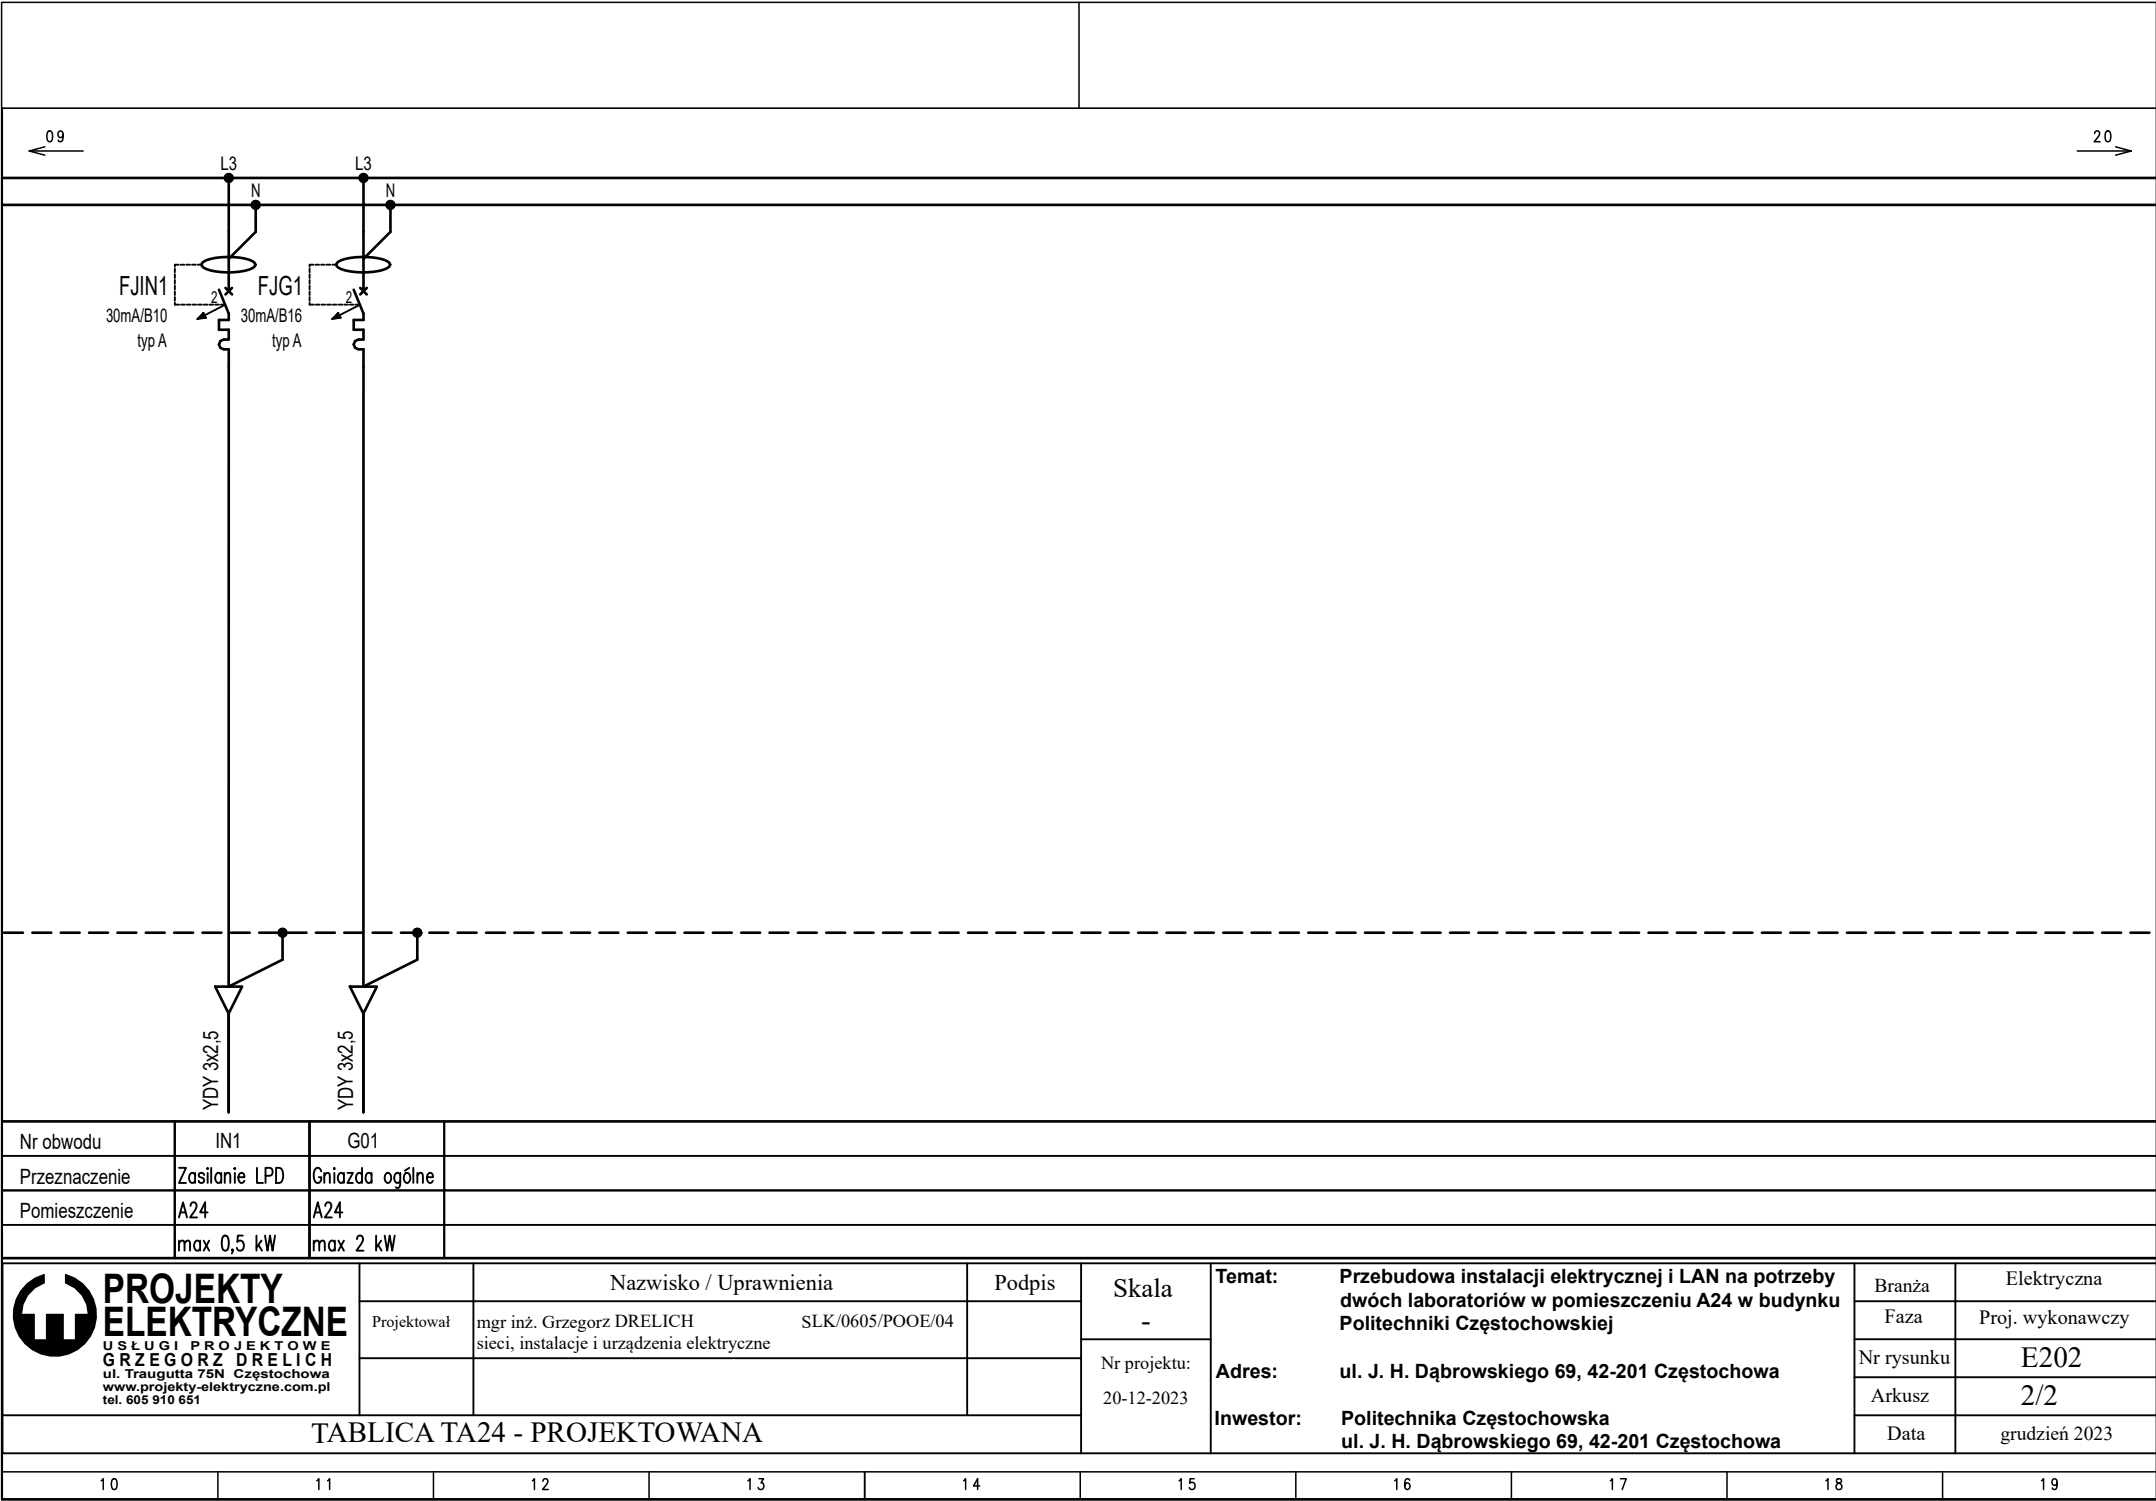 09
20
L3
L3
N
N
FJIN1
2
30mA/B10
typ A
FJG1
2
30mA/B16
typ A
YDY 3x2,5
YDY 3x2,5
Nr obwodu IN1 G01
Przeznaczenie Zasilanie LPD Gniazda ogólne
Pomieszczenie A24 A24
max 0,5 kW max 2 kW
PROJEKTY
ELEKTRYCZNE
USŁUGI PROJEKTOWE
GRZEGORZ DRELICH
ul. Traugutta 75N Częstochowa
www.projekty-elektryczne.com.pl
tel. 605 910 651
Nazwisko / Uprawnienia Podpis
Projektował mgr inż. Grzegorz DRELICH SLK/0605/POOE/04
sieci, instalacje i urządzenia elektryczne
TABLICA TA24 - PROJEKTOWANA
Skala
-
Nr projektu:
20-12-2023
Temat: Przebudowa instalacji elektrycznej i LAN na potrzeby
dwóch laboratoriów w pomieszczeniu A24 w budynku
Politechniki Częstochowskiej
Adres: ul. J. H. Dąbrowskiego 69, 42-201 Częstochowa
Inwestor: Politechnika Częstochowska
ul. J. H. Dąbrowskiego 69, 42-201 Częstochowa
Branża Elektryczna
Faza Proj. wykonawczy
Nr rysunku E202
Arkusz 2/2
Data grudzień 2023
10 11 12 13 14 15 16 17 18 19